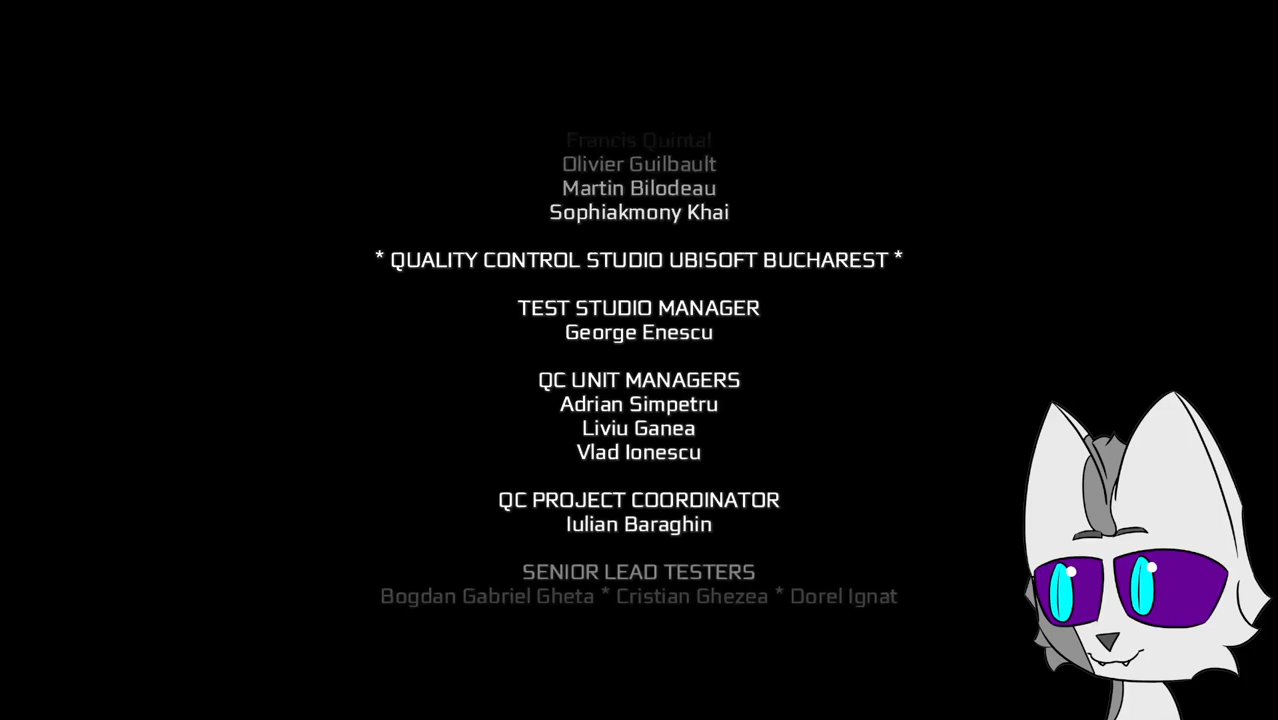 Francis Quintal
Olivier Guilbault
Martin Bilodeau
Sophiakmony Khai
* QUALITY CONTROL STUDIO UBISOFT BUCHAREST *
TEST STUDIO MANAGER
George Enescu
QC UNIT MANAGERS
Adrian Simpetru
Liviu Ganea
Vlad Ionescu
QC PROJECT COORDINATOR
Iulian Baraghin
SENIOR LEAD TESTERS
Bogdan Gabriel Gheta * Cristian Ghezea * Dorel Ignat